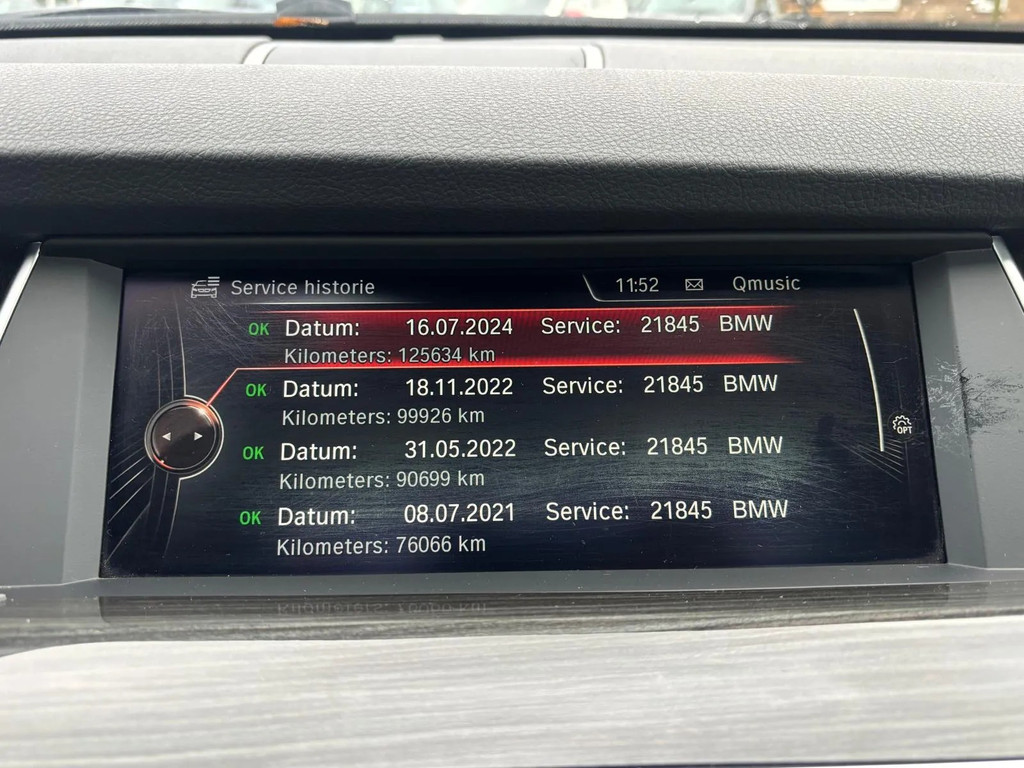 Service historie 11:52 Qmusic
OK Datum: 16.07.2024 Service: 21845 BMW
Kilometers: 125634 km
OK Datum: 18.11.2022 Service: 21845 BMW
Kilometers: 99926 km
OK Datum: 31.05.2022 Service: 21845 BMW
Kilometers: 90699 km
OPT
OK Datum: 08.07.2021 Service: 21845 BMW
Kilometers: 76066 km